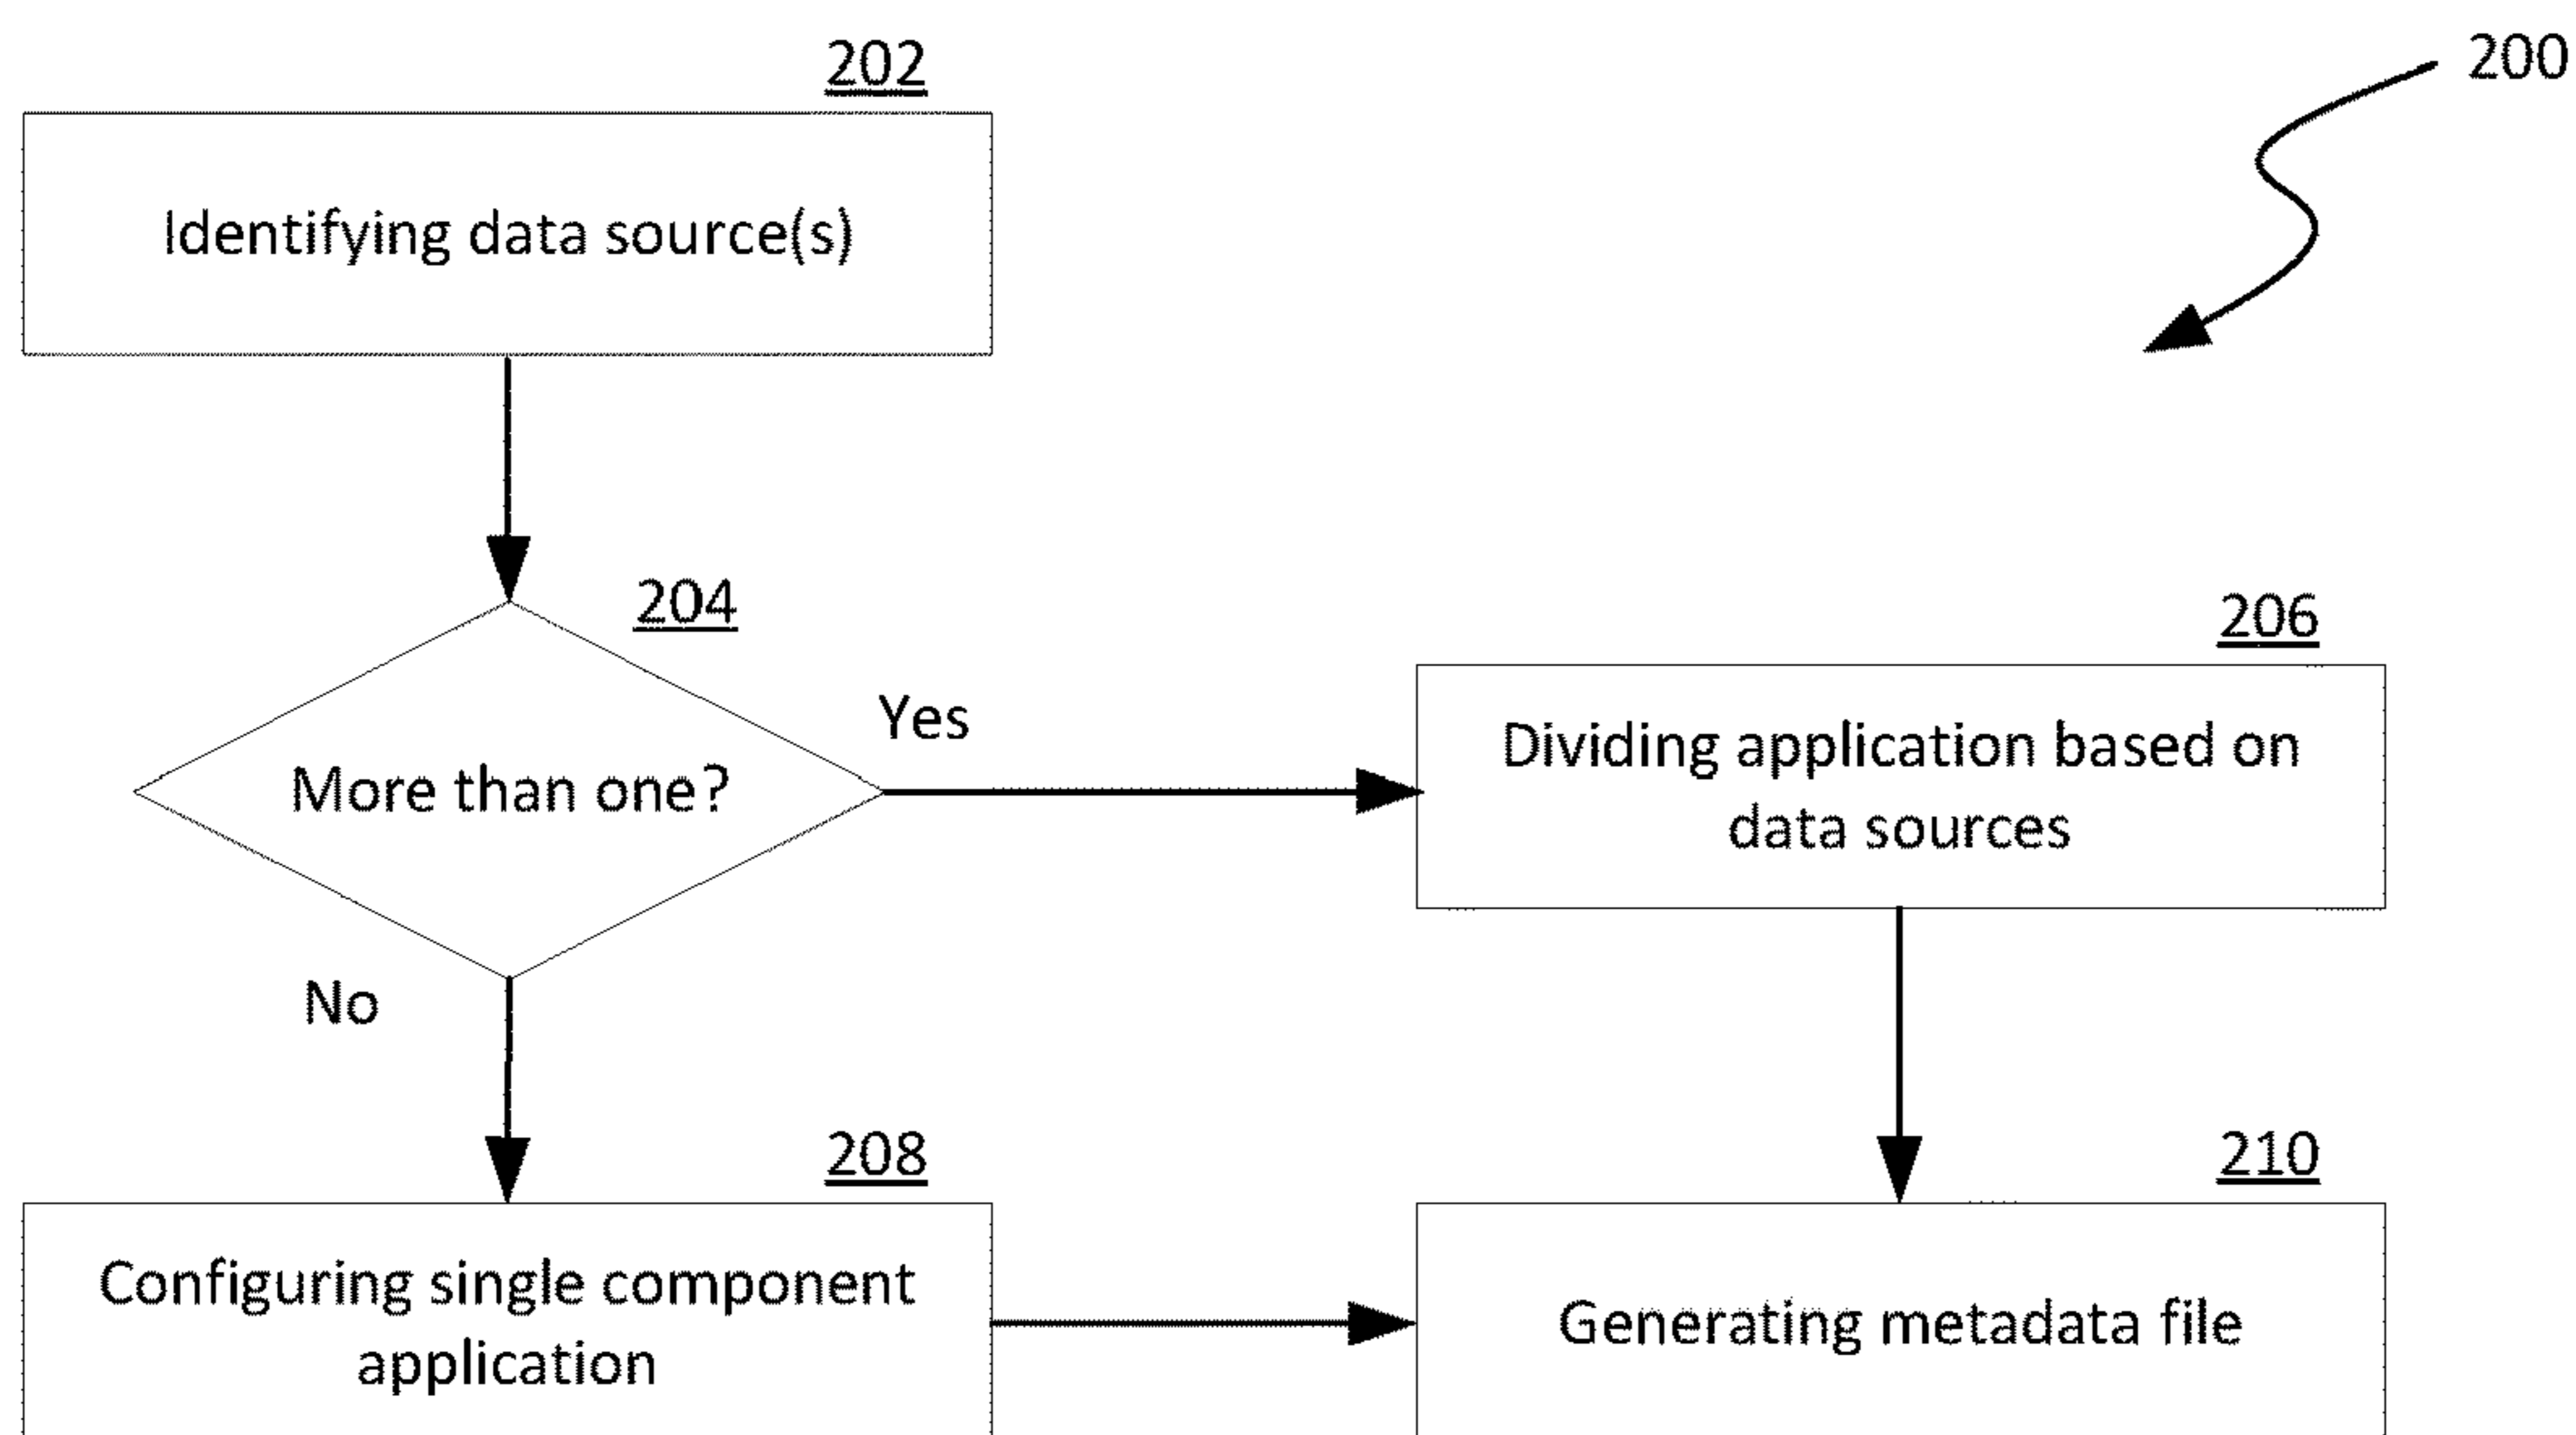 200
202
Identifying data source(s)
204
More than one?
Yes
206
Dividing application based on
data sources
No
208
Configuring single component
application
210
Generating metadata file